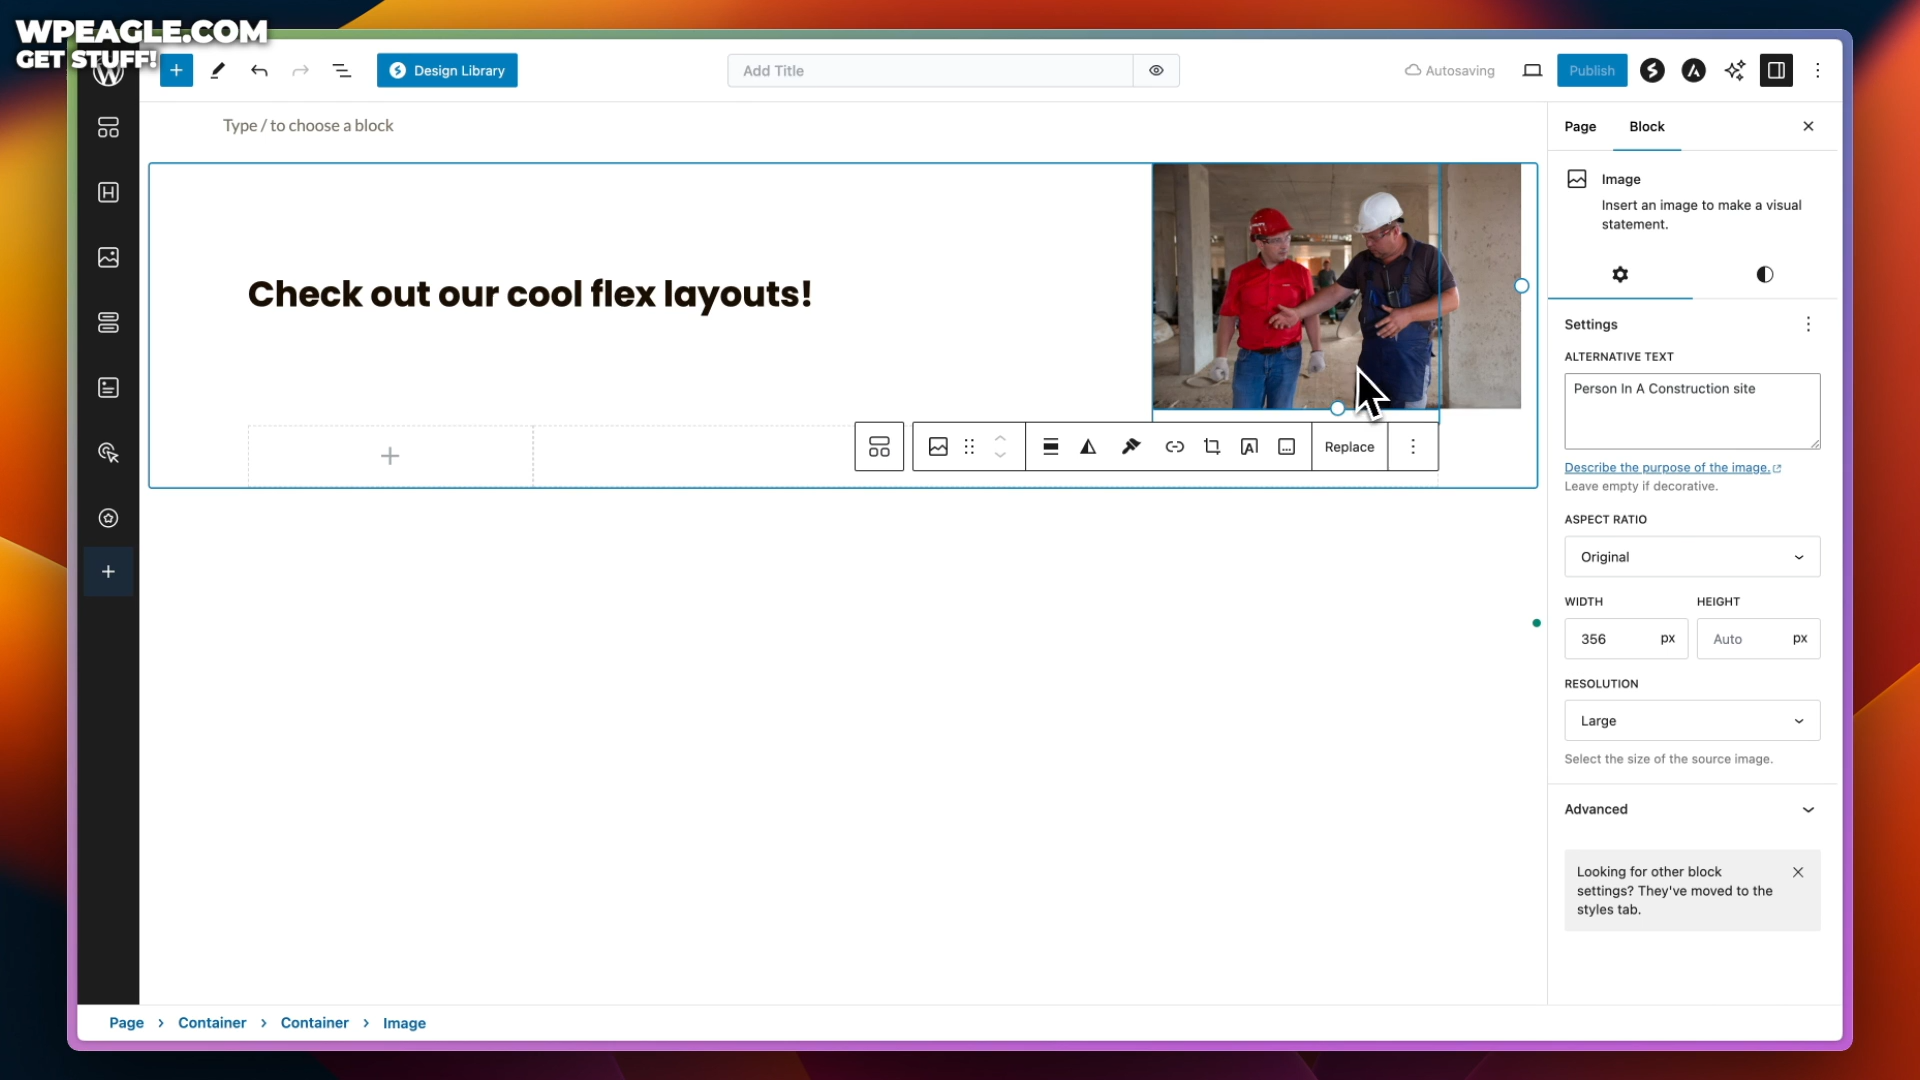 WPEAGLE.COM
GET STUFF!
Design Library
Add Title
Autosaving
Publish
Type / to choose a block
Page
Block
Image
Insert an image to make a visual
statement.
Check out our cool flex layouts!
Settings
ALTERNATIVE TEXT
Person In A Construction site
Replace
Describe the purpose of the image.
Leave empty if decorative.
ASPECT RATIO
Original
WIDTH
HEIGHT
356
px
Auto
px
RESOLUTION
Large
Select the size of the source image.
Advanced
Looking for other block
settings? They've moved to the
styles tab.
Page > Container > Container > Image